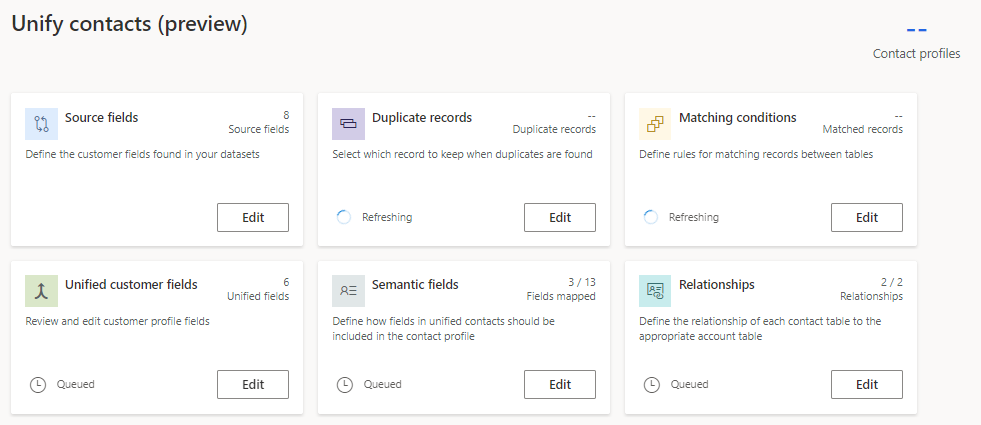 Unify contacts (preview)
--
Contact profiles
Source fields
8
Source fields
Define the customer fields found in your datasets
Edit
Duplicate records
--
Duplicate records
Select which record to keep when duplicates are found
Refreshing
Edit
Matching conditions
--
Matched records
Define rules for matching records between tables
Refreshing
Edit
Unified customer fields
6
Unified fields
Review and edit customer profile fields
Queued
Edit
Semantic fields
3 / 13
Fields mapped
Define how fields in unified contacts should be
included in the contact profile
Queued
Edit
Relationships
2 / 2
Relationships
Define the relationship of each contact table to the
appropriate account table
Queued
Edit